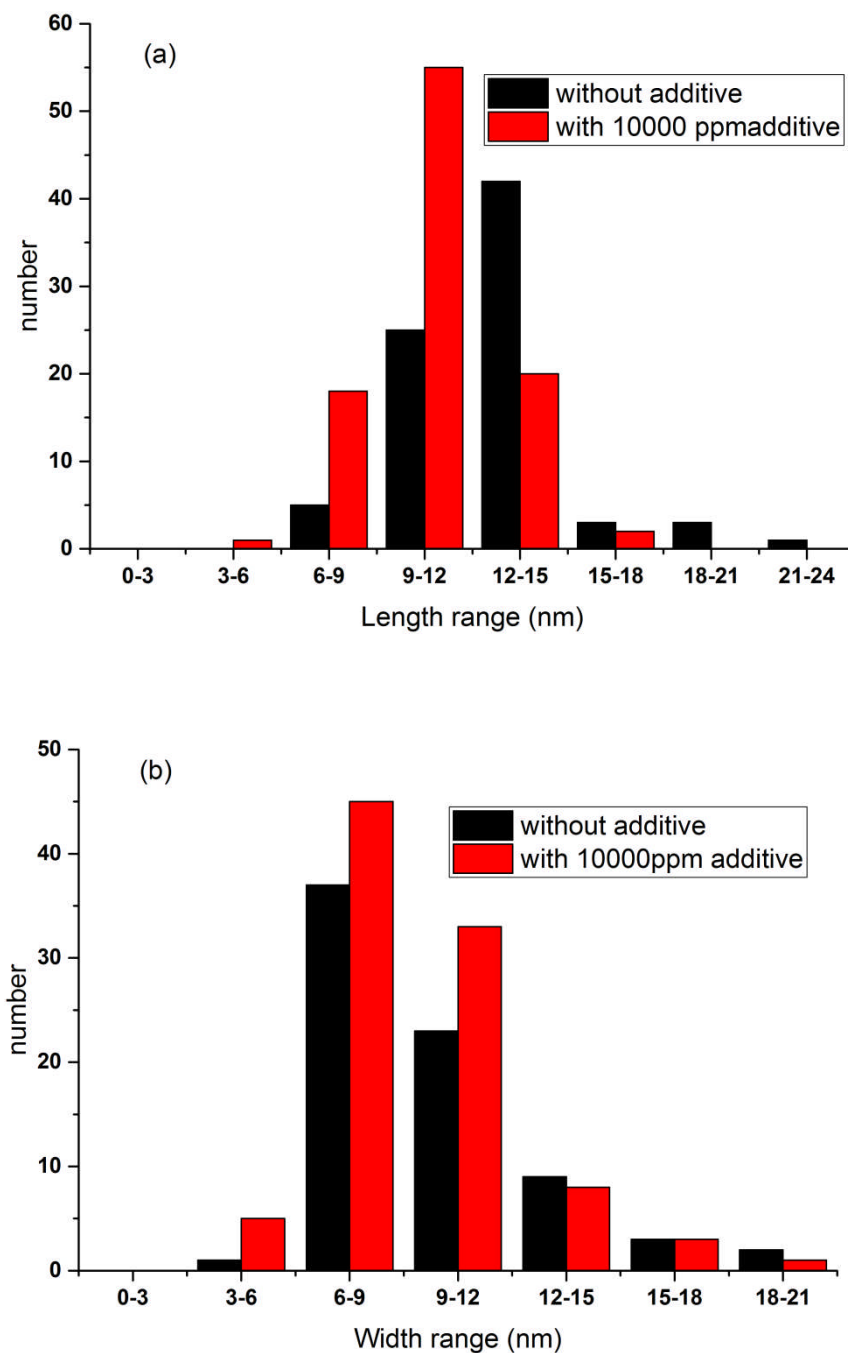 (a)
without additive
with 10000 ppmadditive
60
50
40
30
20
10
0
number
0-3 3-6 6-9 9-12 12-15 15-18 18-21 21-24
Length range (nm)
(b)
without additive
with 10000ppm additive
50
40
30
20
10
0
number
0-3 3-6 6-9 9-12 12-15 15-18 18-21
Width range (nm)